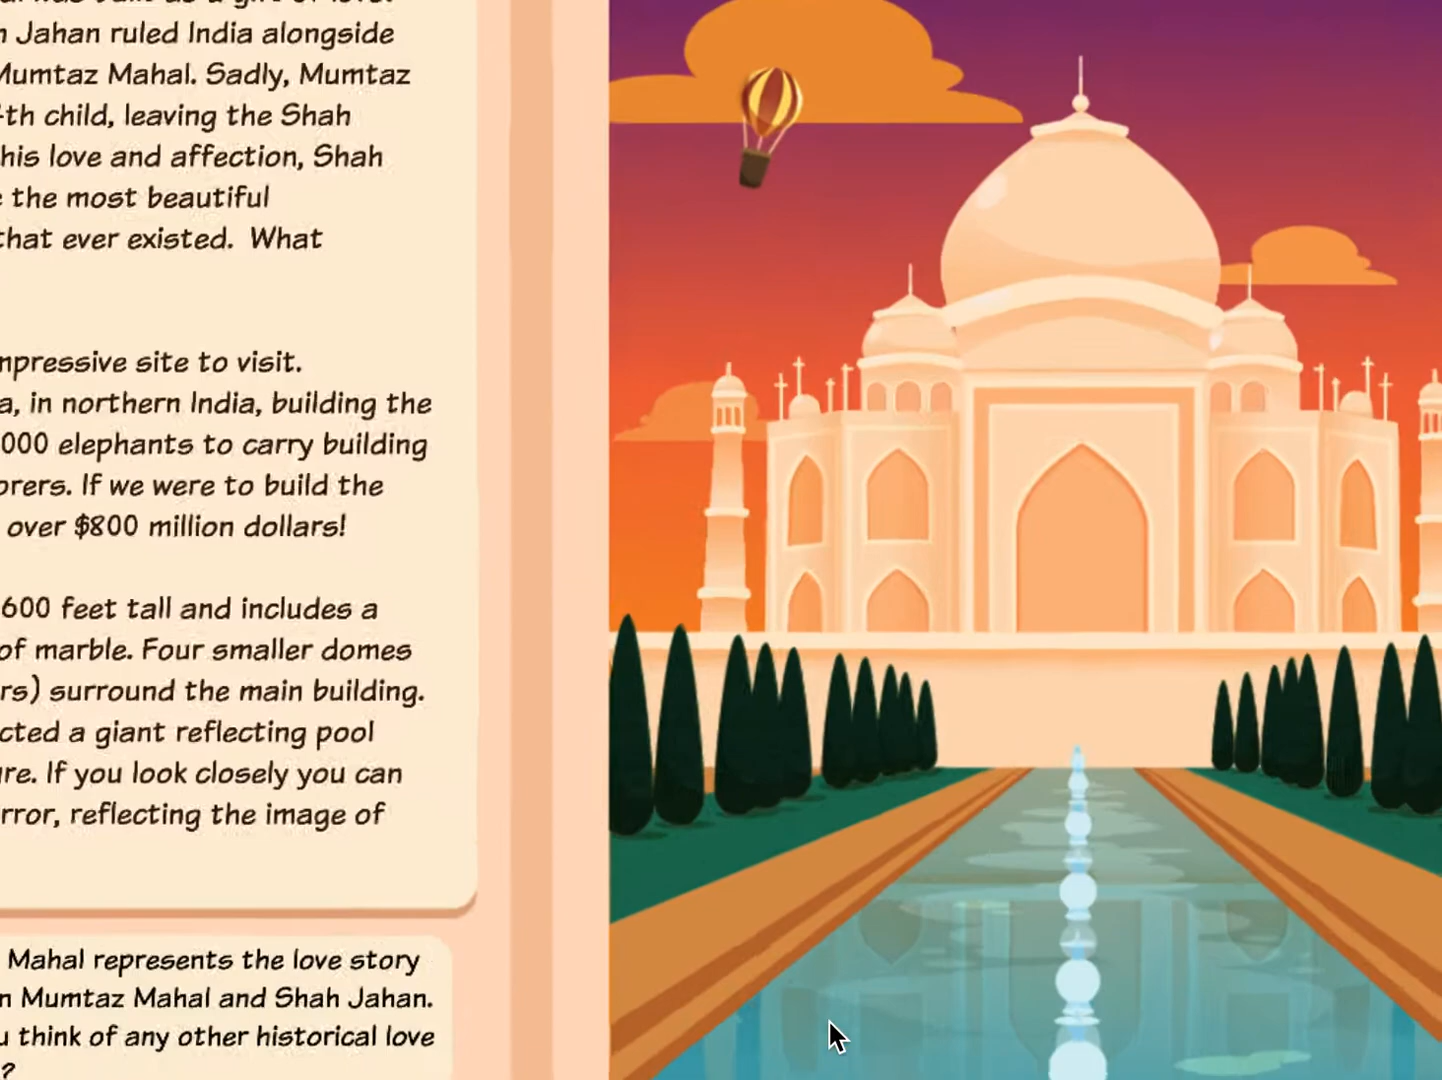 Jahan ruled India alongside
Mumtaz Mahal. Sadly, Mumtaz
-th child, leaving the Shah
his love and affection, Shah
the most beautiful
that ever existed. What
mpressive site to visit.
a, in northern India, building the
000 elephants to carry building
orers. If we were to build the
over $800 million dollars!
600 feet tall and includes a
of marble. Four smaller domes
rs) surround the main building.
cted a giant reflecting pool
re. If you look closely you can
rror, reflecting the image of
Mahal represents the love story
n Mumtaz Mahal and Shah Jahan.
u think of any other historical love
?